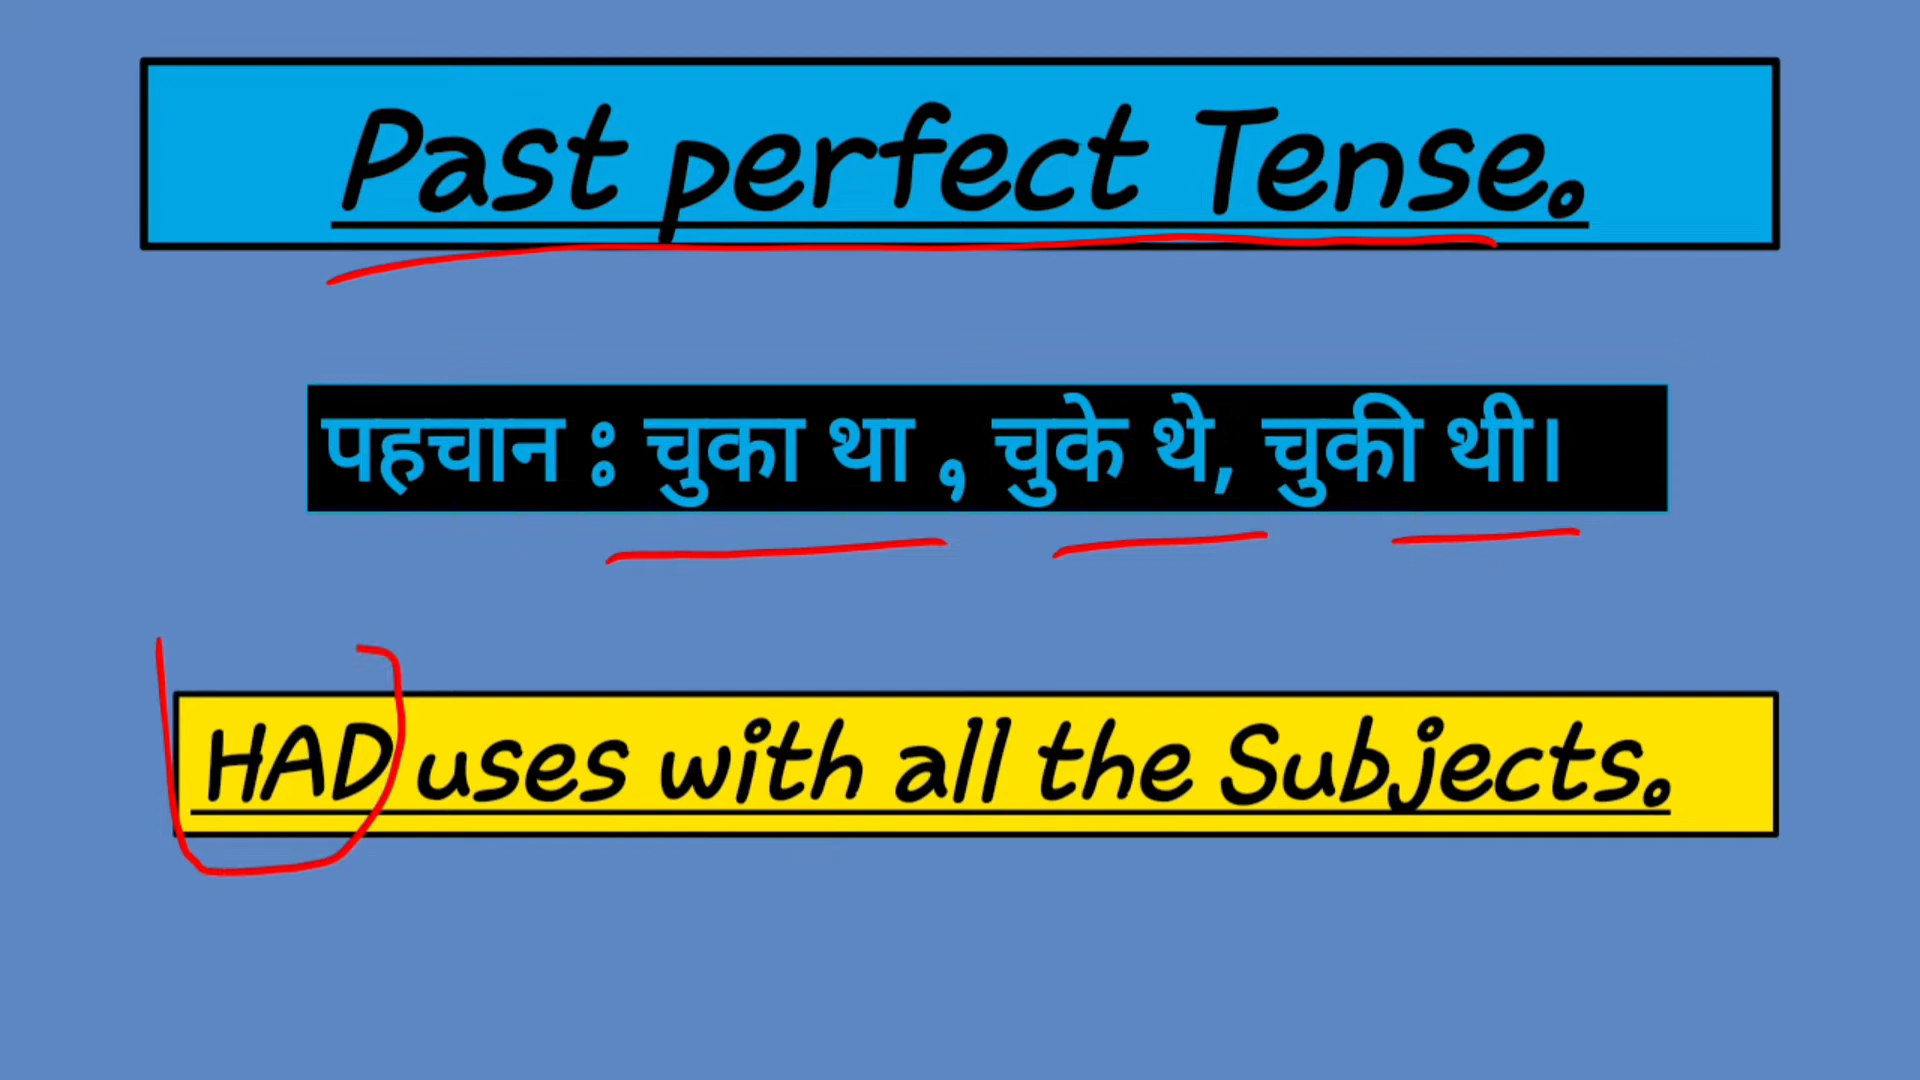 Past perfect Tense.
पहचान : चुका था , चुके थे, चुकी थी।
HAD uses with all the Subjects.